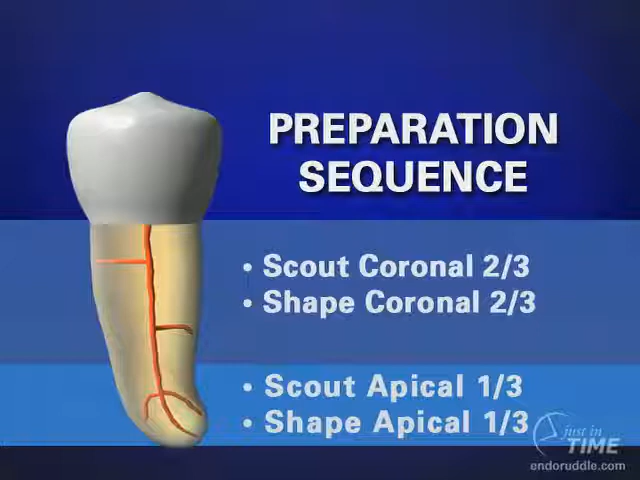 PREPARATION
SEQUENCE
• Scout Coronal 2/3
• Shape Coronal 2/3
• Scout Apical 1/3
• Shape Apical 1/3
just in
TIME
endoruddle.com